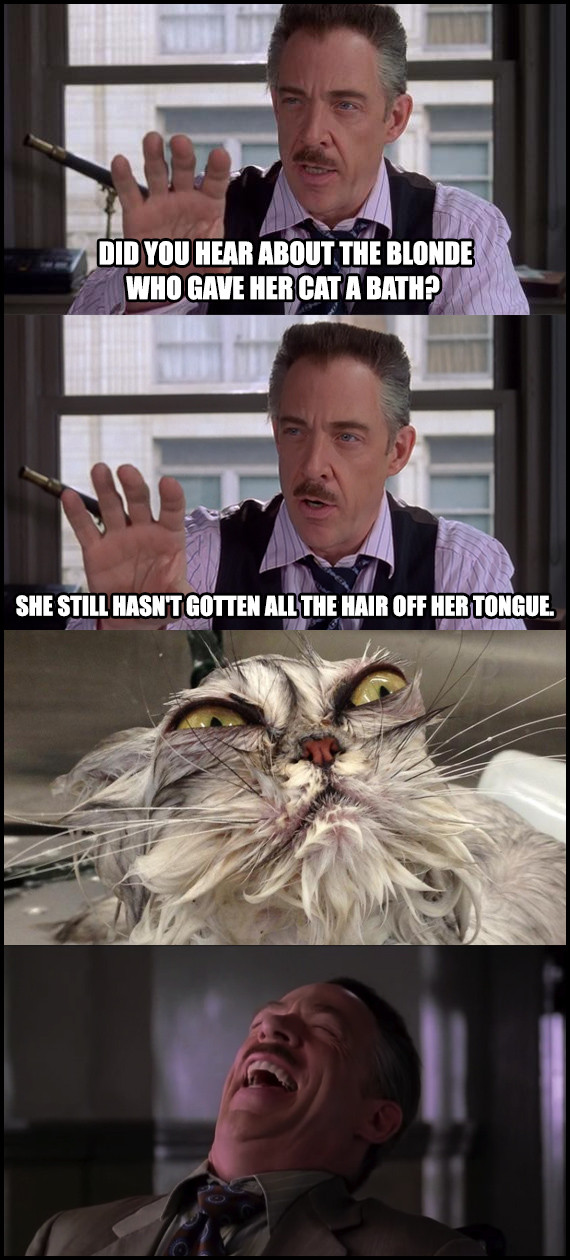 DID YOU HEAR ABOUT THE BLONDE
WHO GAVE HER CAT A BATH?
SHE STILL HASN'T GOTTEN ALL THE HAIR OFF HER TONGUE.